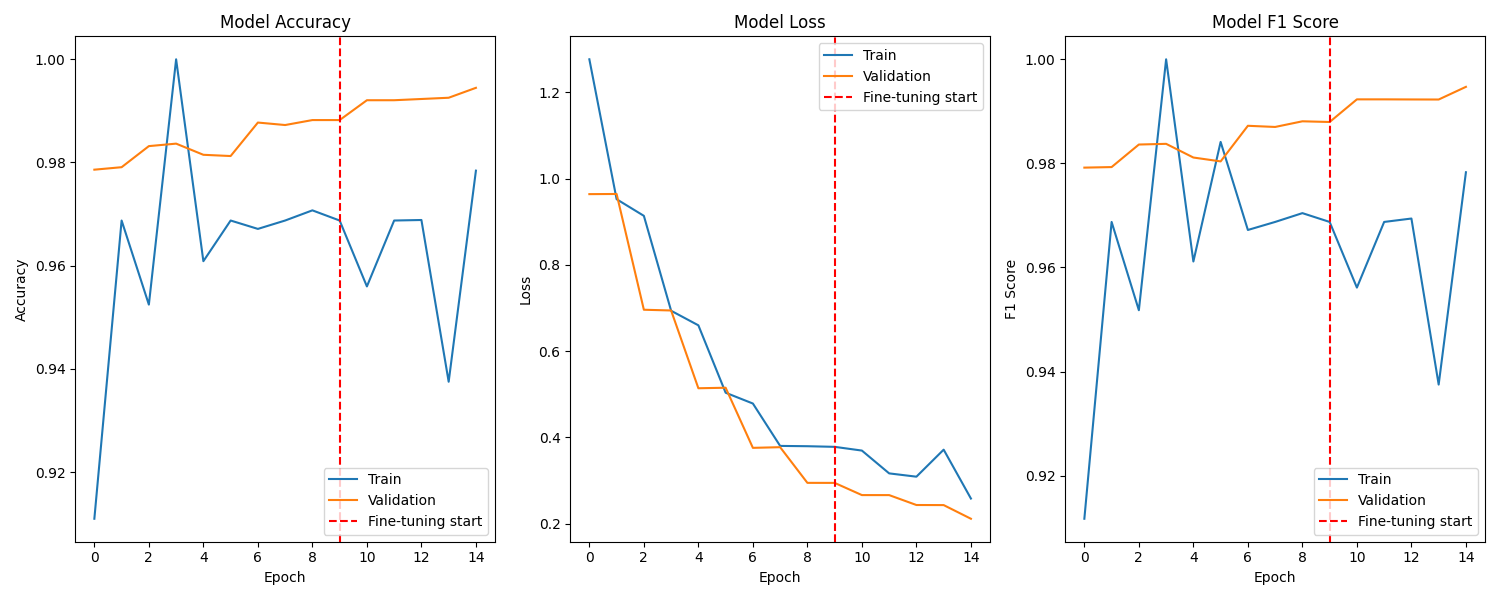 Model Accuracy
Accuracy
1.00
0.98
0.96
0.94
0.92
0 2 4 6 8 10 12 14
Epoch
Train
Validation
Fine-tuning start
Model Loss
Loss
1.2
1.0
0.8
0.6
0.4
0.2
0 2 4 6 8 10 12 14
Epoch
Train
Validation
Fine-tuning start
Model F1 Score
F1 Score
1.00
0.98
0.96
0.94
0.92
0 2 4 6 8 10 12 14
Epoch
Train
Validation
Fine-tuning start